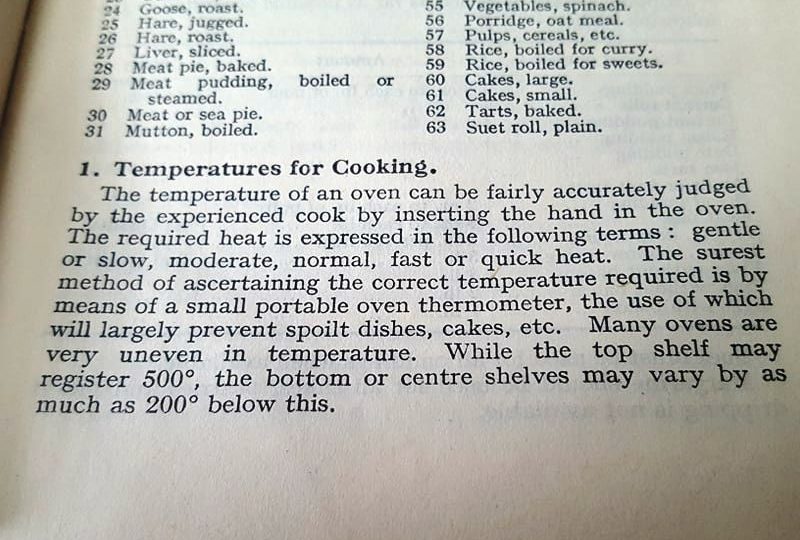 24 Goose, roast.
25 Hare, jugged.
26 Hare, roast.
27 Liver, sliced.
28 Meat pie, baked.
29 Meat pudding, boiled or
steamed.
30 Meat or sea pie.
31 Mutton, boiled.
55 Vegetables, spinach.
56 Porridge, oat meal.
57 Pulps, cereals, etc.
58 Rice, boiled for curry.
59 Rice, boiled for sweets.
60 Cakes, large.
61 Cakes, small.
62 Tarts, baked.
63 Suet roll, plain.
1. Temperatures for Cooking.
The temperature of an oven can be fairly accurately judged
by the experienced cook by inserting the hand in the oven.
The required heat is expressed in the following terms : gentle
or slow, moderate, normal, fast or quick heat. The surest
method of ascertaining the correct temperature required is by
means of a small portable oven thermometer, the use of which
will largely prevent spoilt dishes, cakes, etc. Many ovens are
very uneven in temperature. While the top shelf may
register 500°, the bottom or centre shelves may vary by as
much as 200° below this.